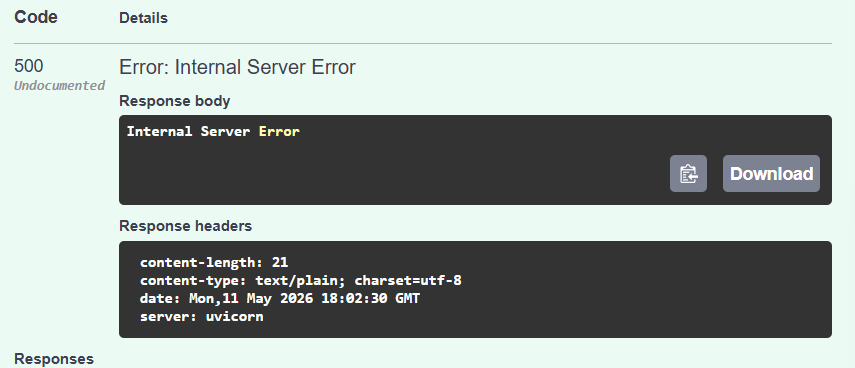 Code Details
500 Error: Internal Server Error
Undocumented
Response body
Internal Server Error
Download
Response headers
content-length: 21
content-type: text/plain; charset=utf-8
date: Mon,11 May 2026 18:02:30 GMT
server: uvicorn
Responses